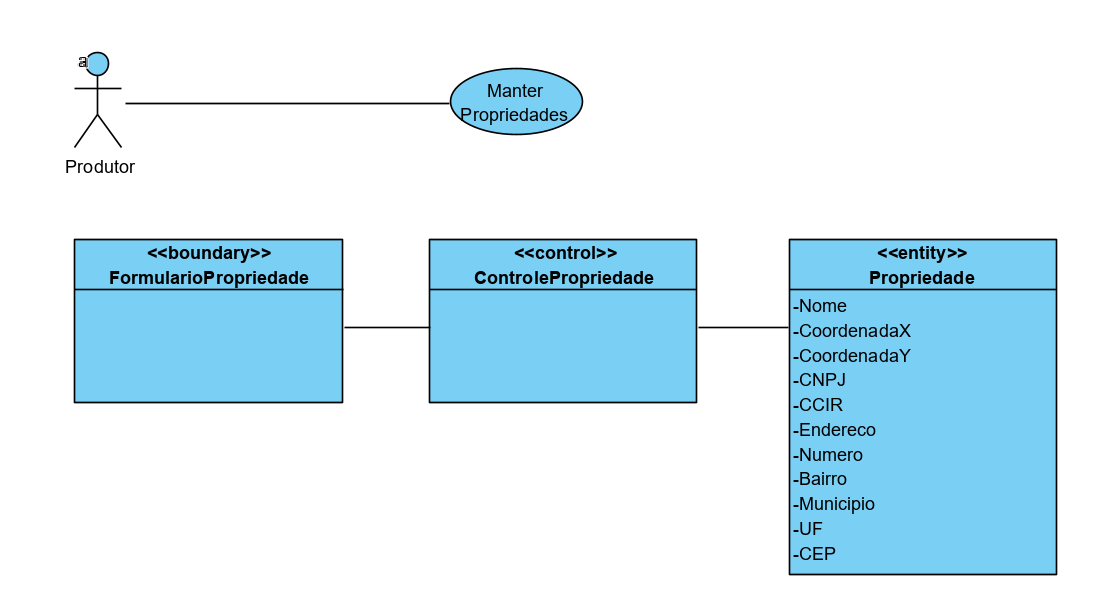 a
Manter
Propriedades
Produtor
<<boundary>>
FormularioPropriedade
<<control>>
ControlePropriedade
<<entity>>
Propriedade
-Nome
-CoordenadaX
-CoordenadaY
-CNPJ
-CCIR
-Endereco
-Numero
-Bairro
-Municipio
-UF
-CEP